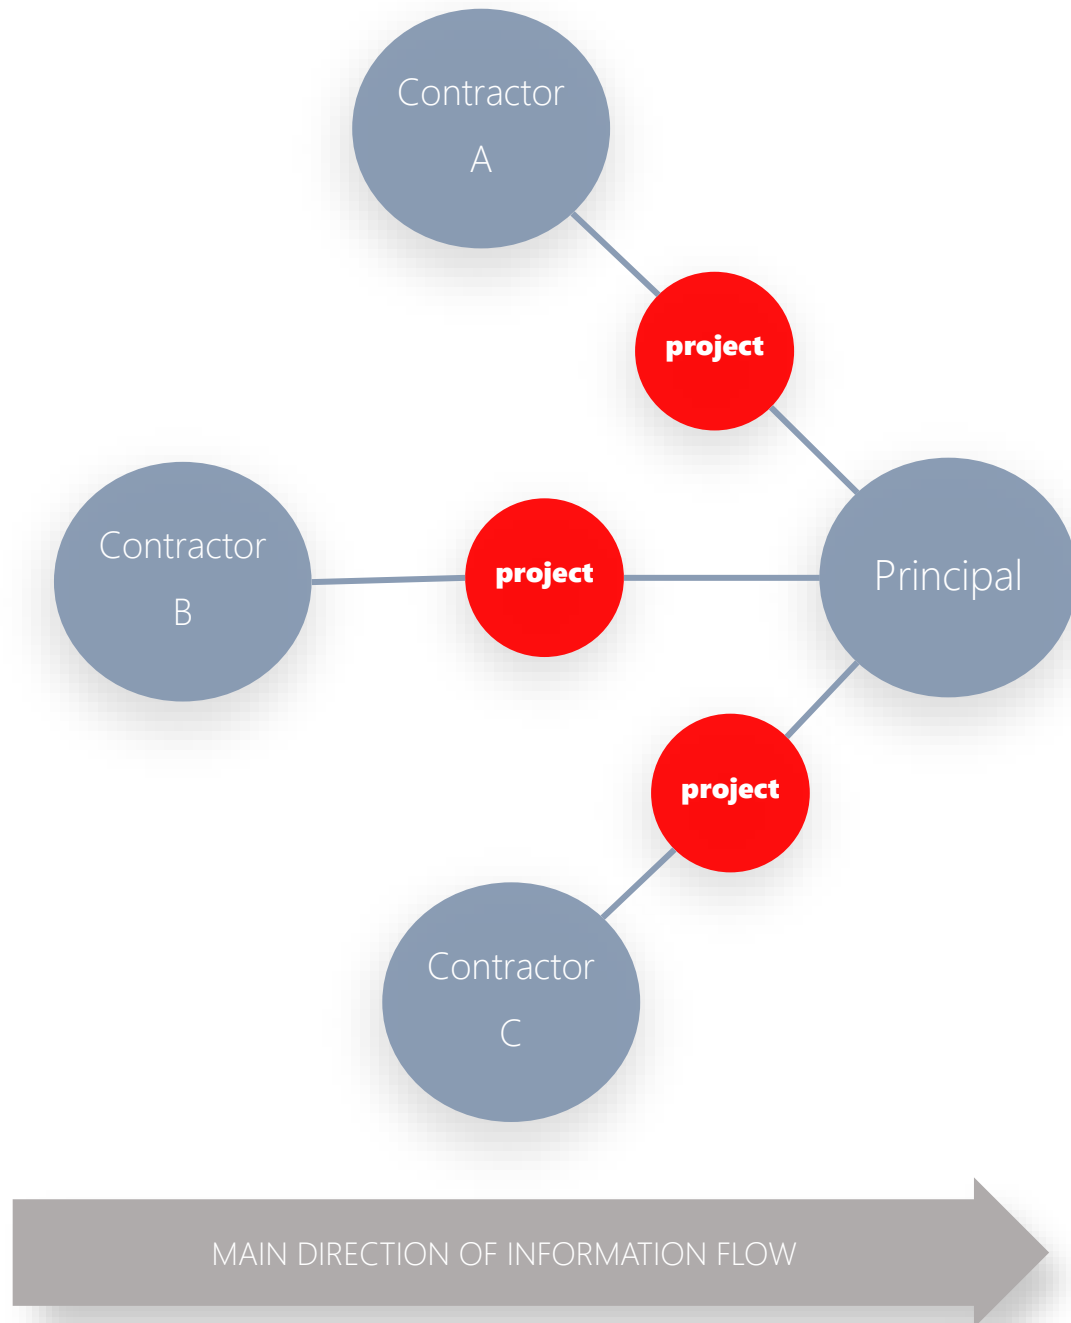 Contractor
A
project
Contractor
B
project
Principal
project
Contractor
C
MAIN DIRECTION OF INFORMATION FLOW